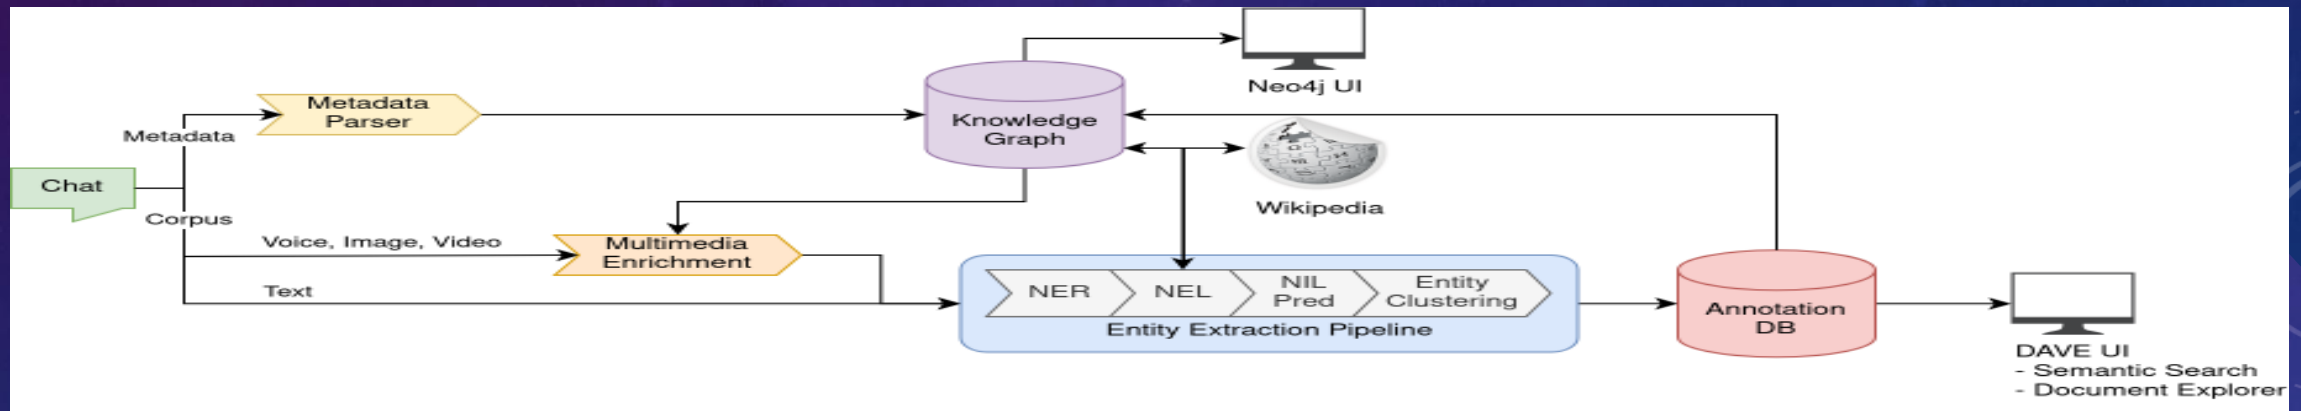 Neo4j UI
Metadata
Parser
Metadata
Knowledge
Graph
Chat
Corpus
Wikipedia
Voice, Image, Video
Multimedia
Enrichment
Text
NER
NEL
NIL
Pred
Entity
Clustering
Entity Extraction Pipeline
Annotation
DB
DAVE UI
- Semantic Search
- Document Explorer